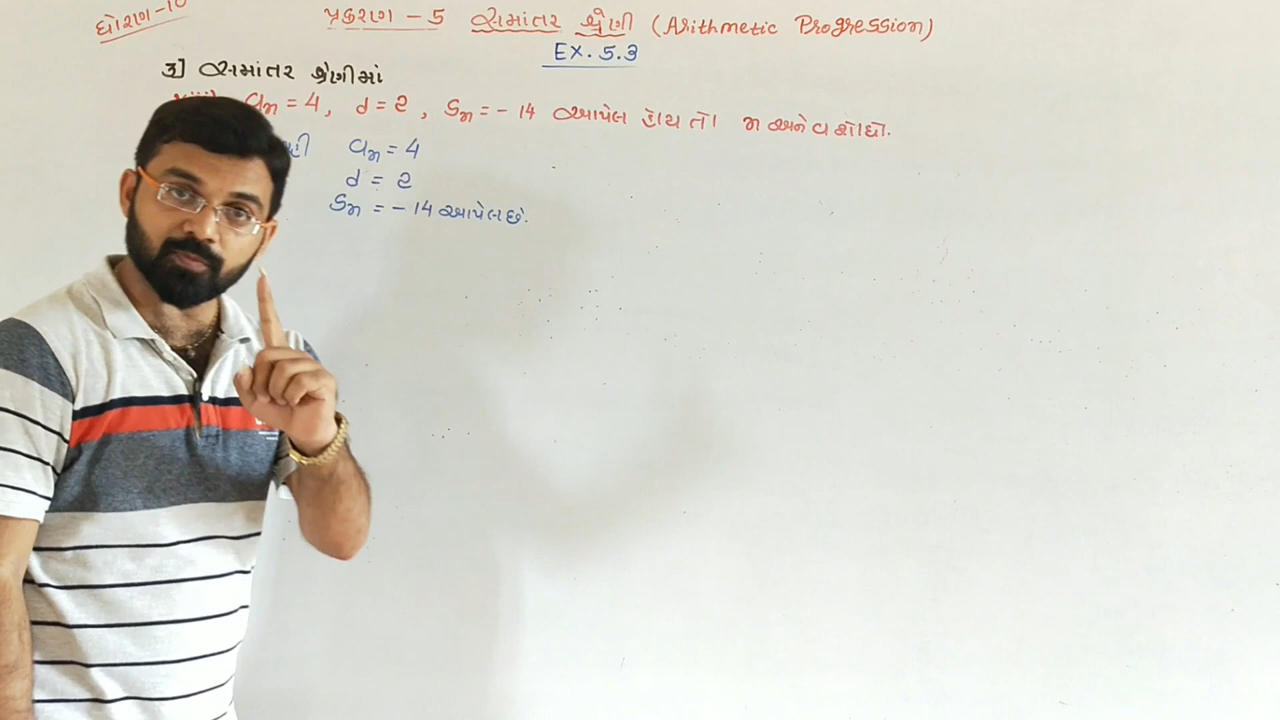 ધોરણ-10
પ્રકરણ - 5 સમાંતર શ્રેણી (Arithmetic Progression)
EX. 5.3
3] સમાંતર શ્રેણીમાં
an = 4, d = 2, Sn = - 14 આપેલ હોય તો n અને a શોધો.
an = 4
d = 2
Sn = - 14 આપેલ છે.